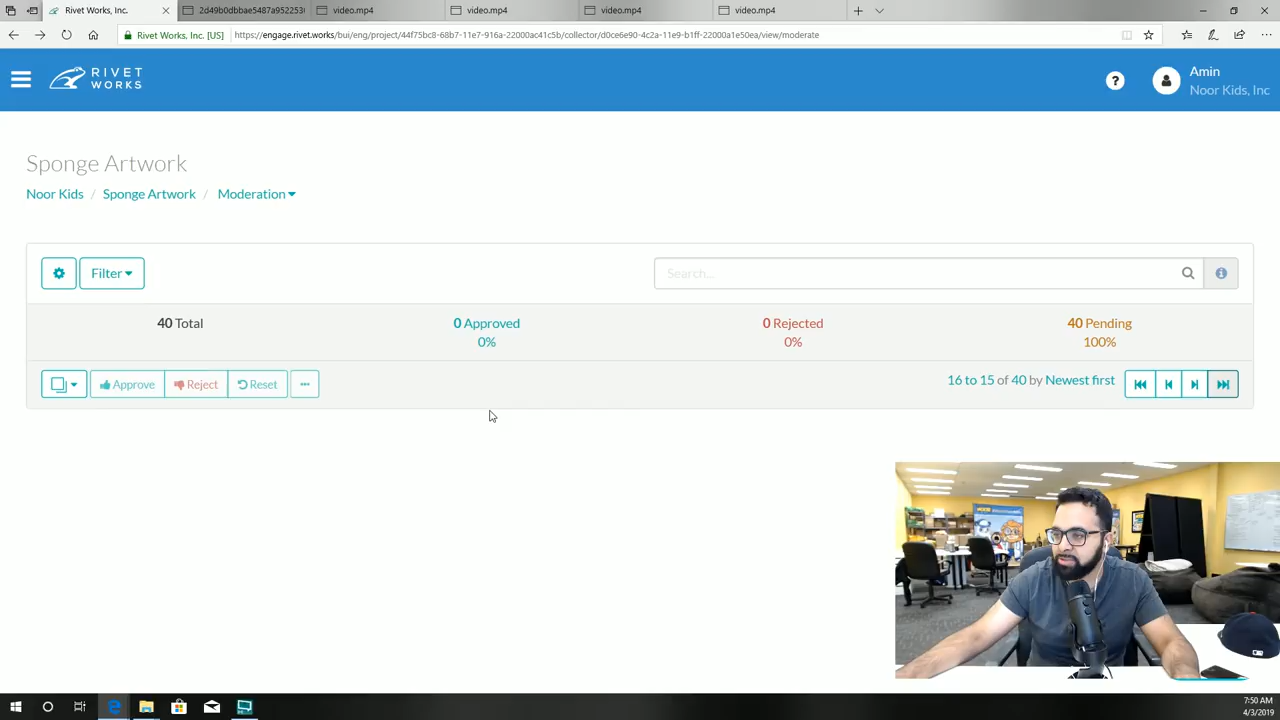 Rivet Works, Inc.
2d49b0dbbae5487a952253
video.mp4
video.mp4
video.mp4
video.mp4
Rivet Works, Inc. [US]
https://engage.rivet.works/bui/eng/project/44f75bc8-68b7-11e7-916a-22000ac41c5b/collector/d0ce6e90-4c2a-11e9-b1ff-22000a1e50ea/view/moderate
RIVET
WORKS
?
Amin
Noor Kids, Inc
Sponge Artwork
Noor Kids / Sponge Artwork / Moderation
Filter
Search...
40 Total
0 Approved
0%
0 Rejected
0%
40 Pending
100%
Approve
Reject
Reset
16 to 15 of 40 by Newest first
7:50 AM
4/3/2019